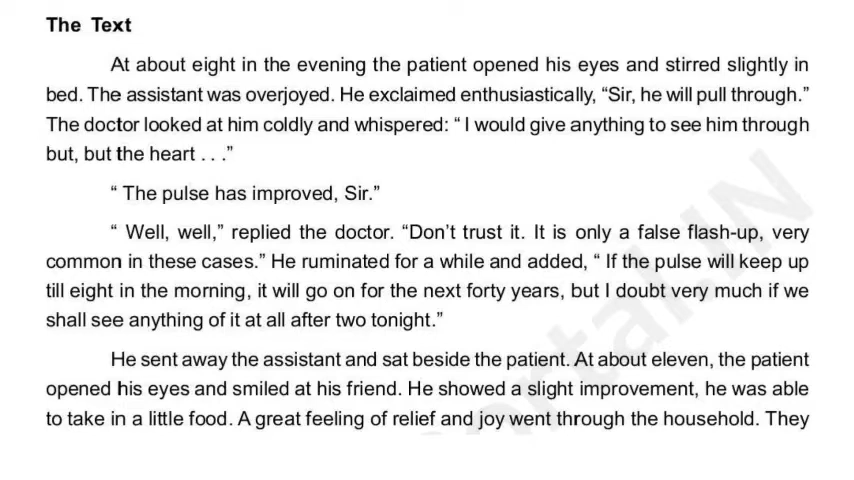 The Text
At about eight in the evening the patient opened his eyes and stirred slightly in
bed. The assistant was overjoyed. He exclaimed enthusiastically, “Sir, he will pull through.”
The doctor looked at him coldly and whispered: “ I would give anything to see him through
but, but the heart . . .”
“ The pulse has improved, Sir.”
“ Well, well,” replied the doctor. “Don’t trust it. It is only a false flash-up, very
common in these cases.” He ruminated for a while and added, “ If the pulse will keep up
till eight in the morning, it will go on for the next forty years, but I doubt very much if we
shall see anything of it at all after two tonight.”
He sent away the assistant and sat beside the patient. At about eleven, the patient
opened his eyes and smiled at his friend. He showed a slight improvement, he was able
to take in a little food. A great feeling of relief and joy went through the household. They
ortal.IN